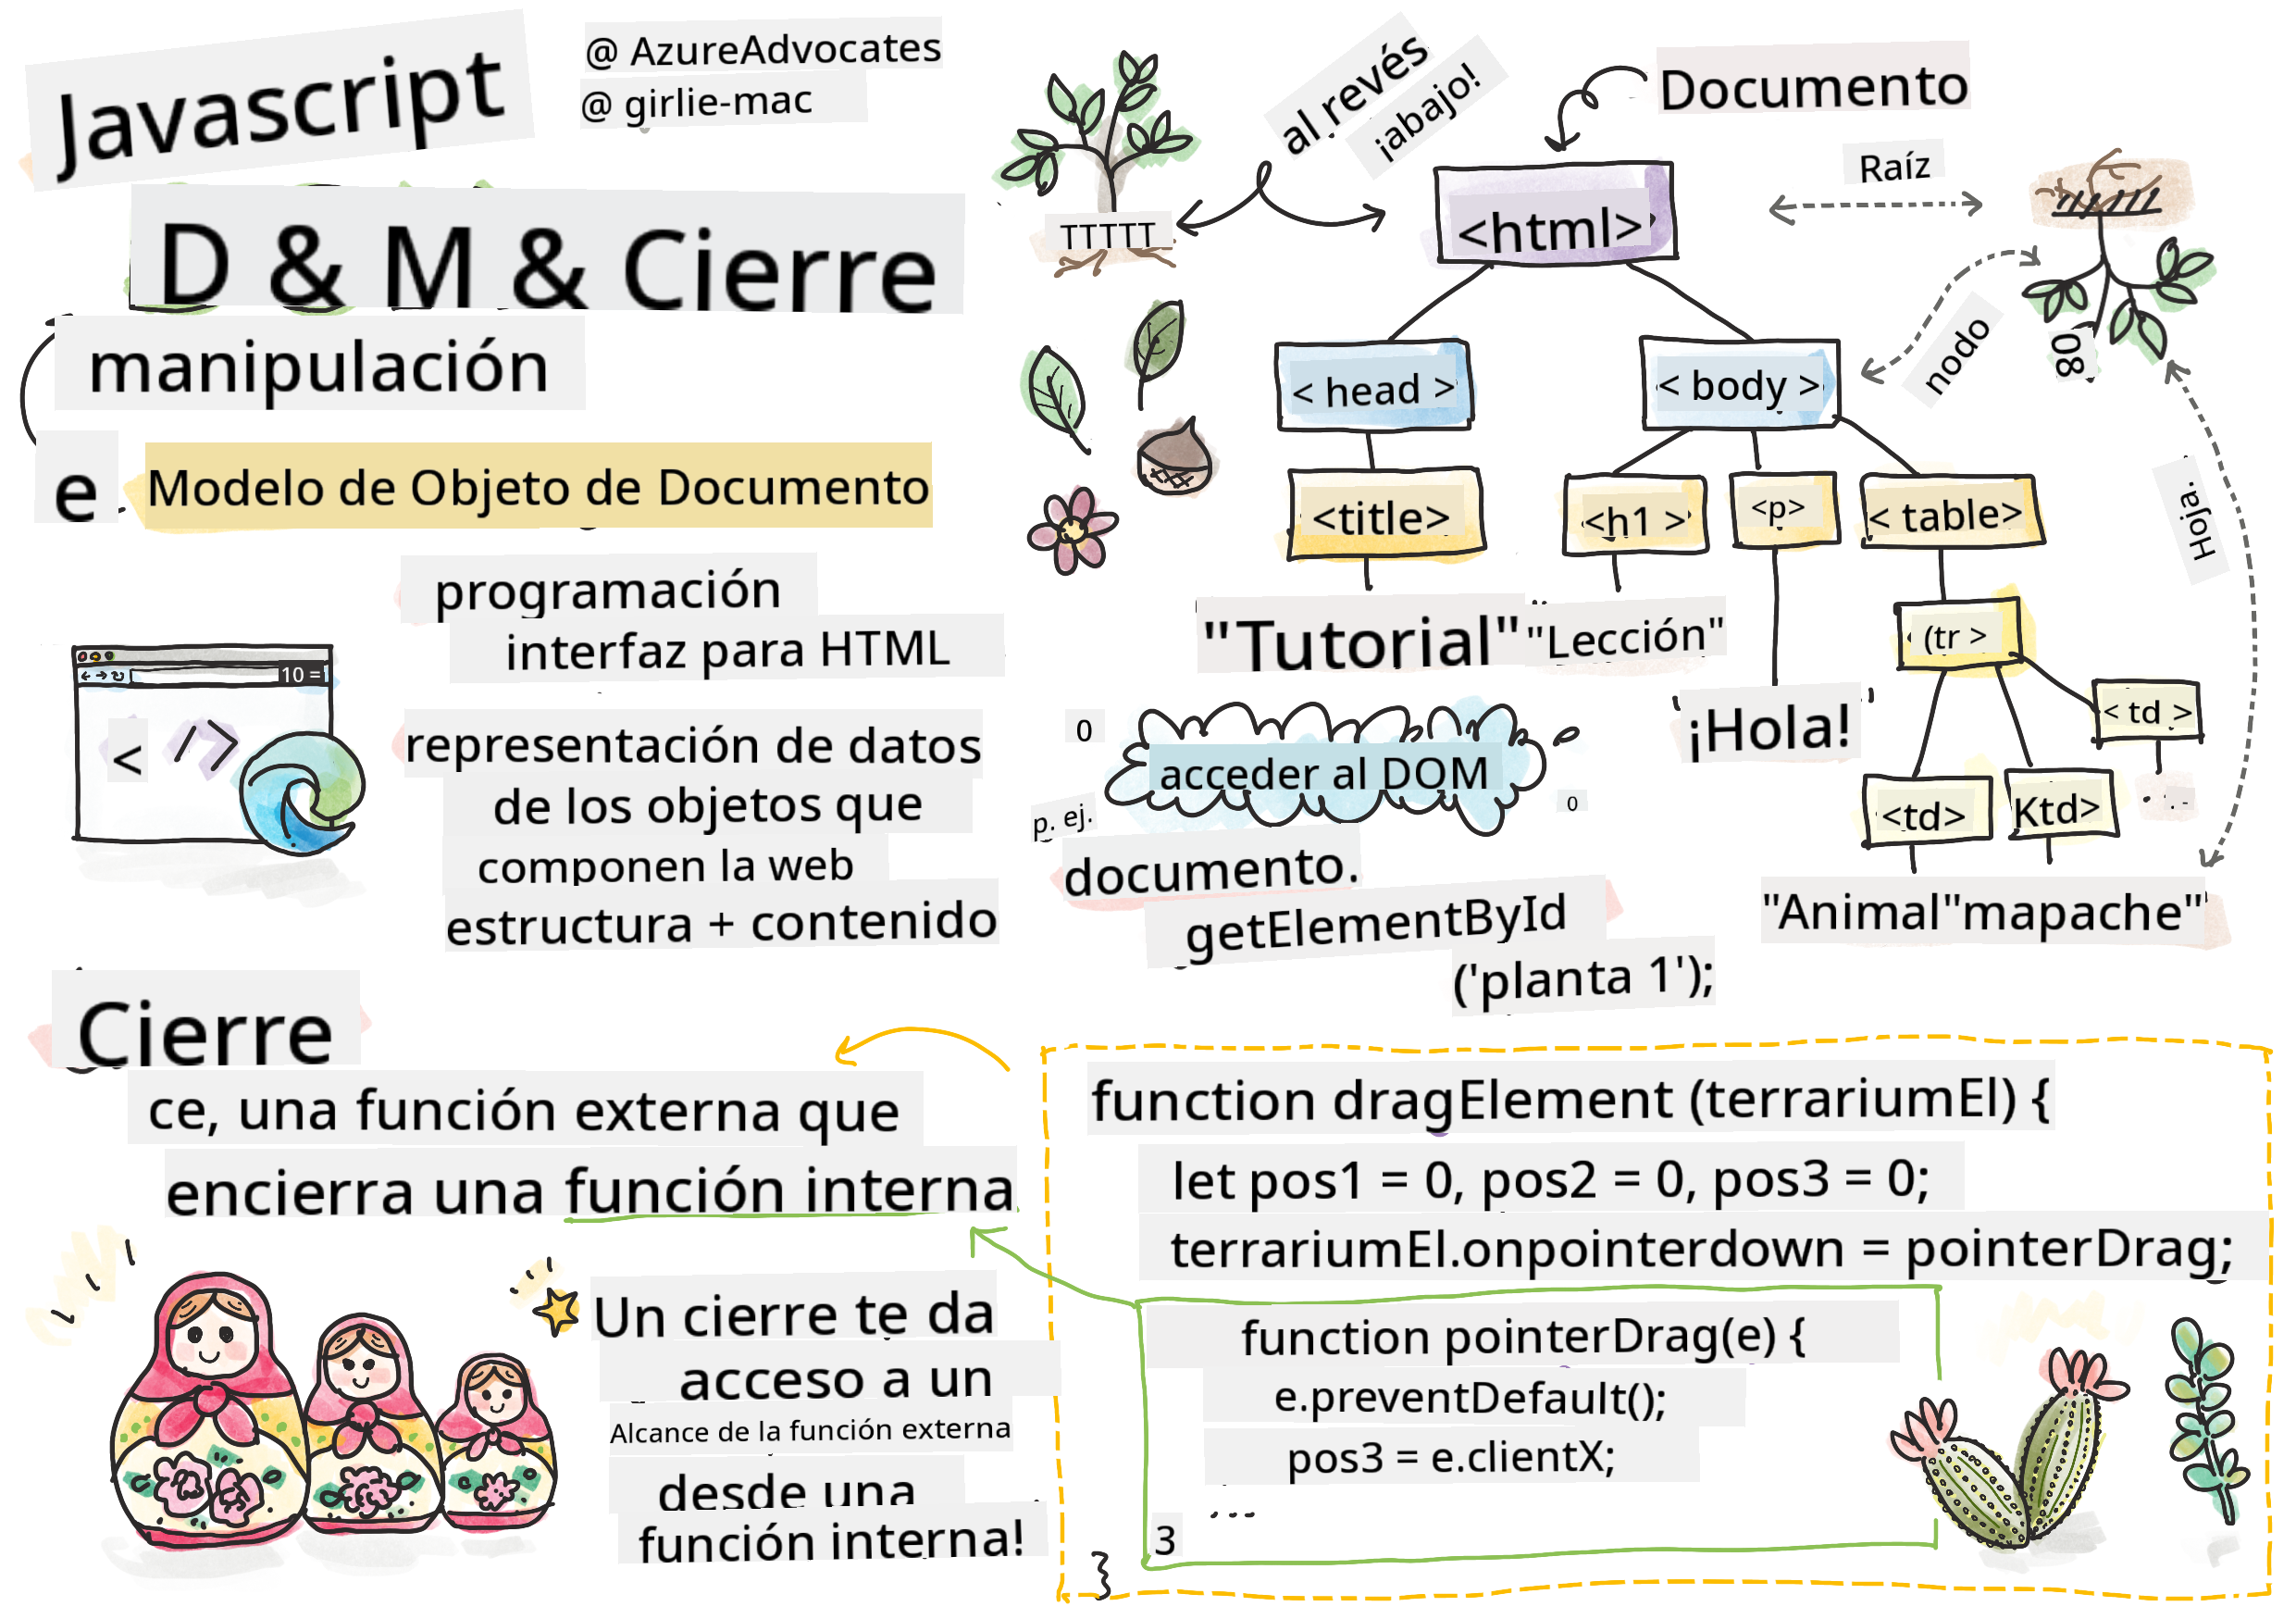 Javascript
@ AzureAdvocates
@ girlie-mac
D & M & Cierre
manipulación
e
Modelo de Objeto de Documento
programación
interfaz para HTML
10 =
< />
representación de datos
de los objetos que
componen la web
estructura + contenido
al revés
¡abajo!
TTTTT
Documento
Raíz
<html>
nodo
08
< head >
< body >
Hoja.
<title>
<h1 >
<p>
< table>
"Tutorial"
"Lección"
(tr >
¡Hola!
< td >
<td>
Ktd>
"Animal"mapache"
0
acceder al DOM
0
p. ej.
documento.
getElementById
('planta 1');
Cierre
ce, una función externa que
encierra una función interna
Un cierre te da
acceso a un
Alcance de la función externa
desde una
función interna!
function dragElement (terrariumEl) {
let pos1 = 0, pos2 = 0, pos3 = 0;
terrariumEl.onpointerdown = pointerDrag;
function pointerDrag(e) {
e.preventDefault();
pos3 = e.clientX;
...
3
}